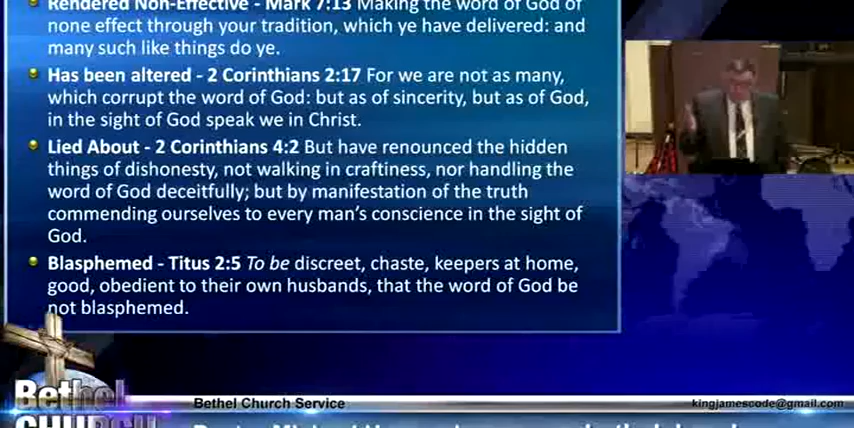 Rendered Non-Effective - Mark 7:13 Making the word of God of
none effect through your tradition, which ye have delivered: and
many such like things do ye.
Has been altered - 2 Corinthians 2:17 For we are not as many,
which corrupt the word of God: but as of sincerity, but as of God,
in the sight of God speak we in Christ.
Lied About - 2 Corinthians 4:2 But have renounced the hidden
things of dishonesty, not walking in craftiness, nor handling the
word of God deceitfully; but by manifestation of the truth
commending ourselves to every man's conscience in the sight of
God.
Blasphemed - Titus 2:5 To be discreet, chaste, keepers at home,
good, obedient to their own husbands, that the word of God be
not blasphemed.
Bethel
CHURCH
Bethel Church Service
kingjamescode@gmail.com